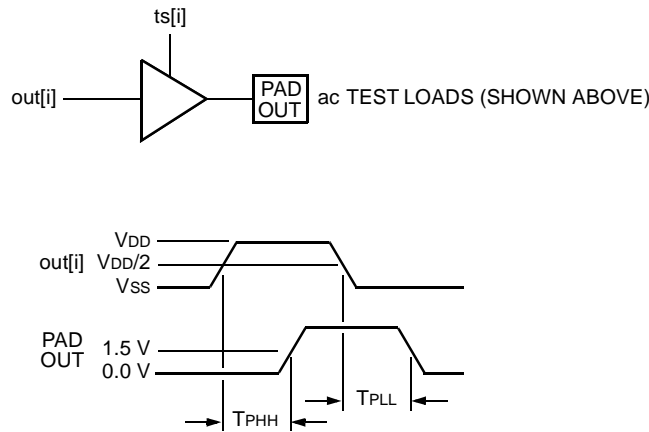 ts[i]
out[i]
PAD
OUT
ac TEST LOADS (SHOWN ABOVE)
VDD
out[i] VDD/2
VSS
PAD
OUT
1.5 V
0.0 V
TPHH
TPLL